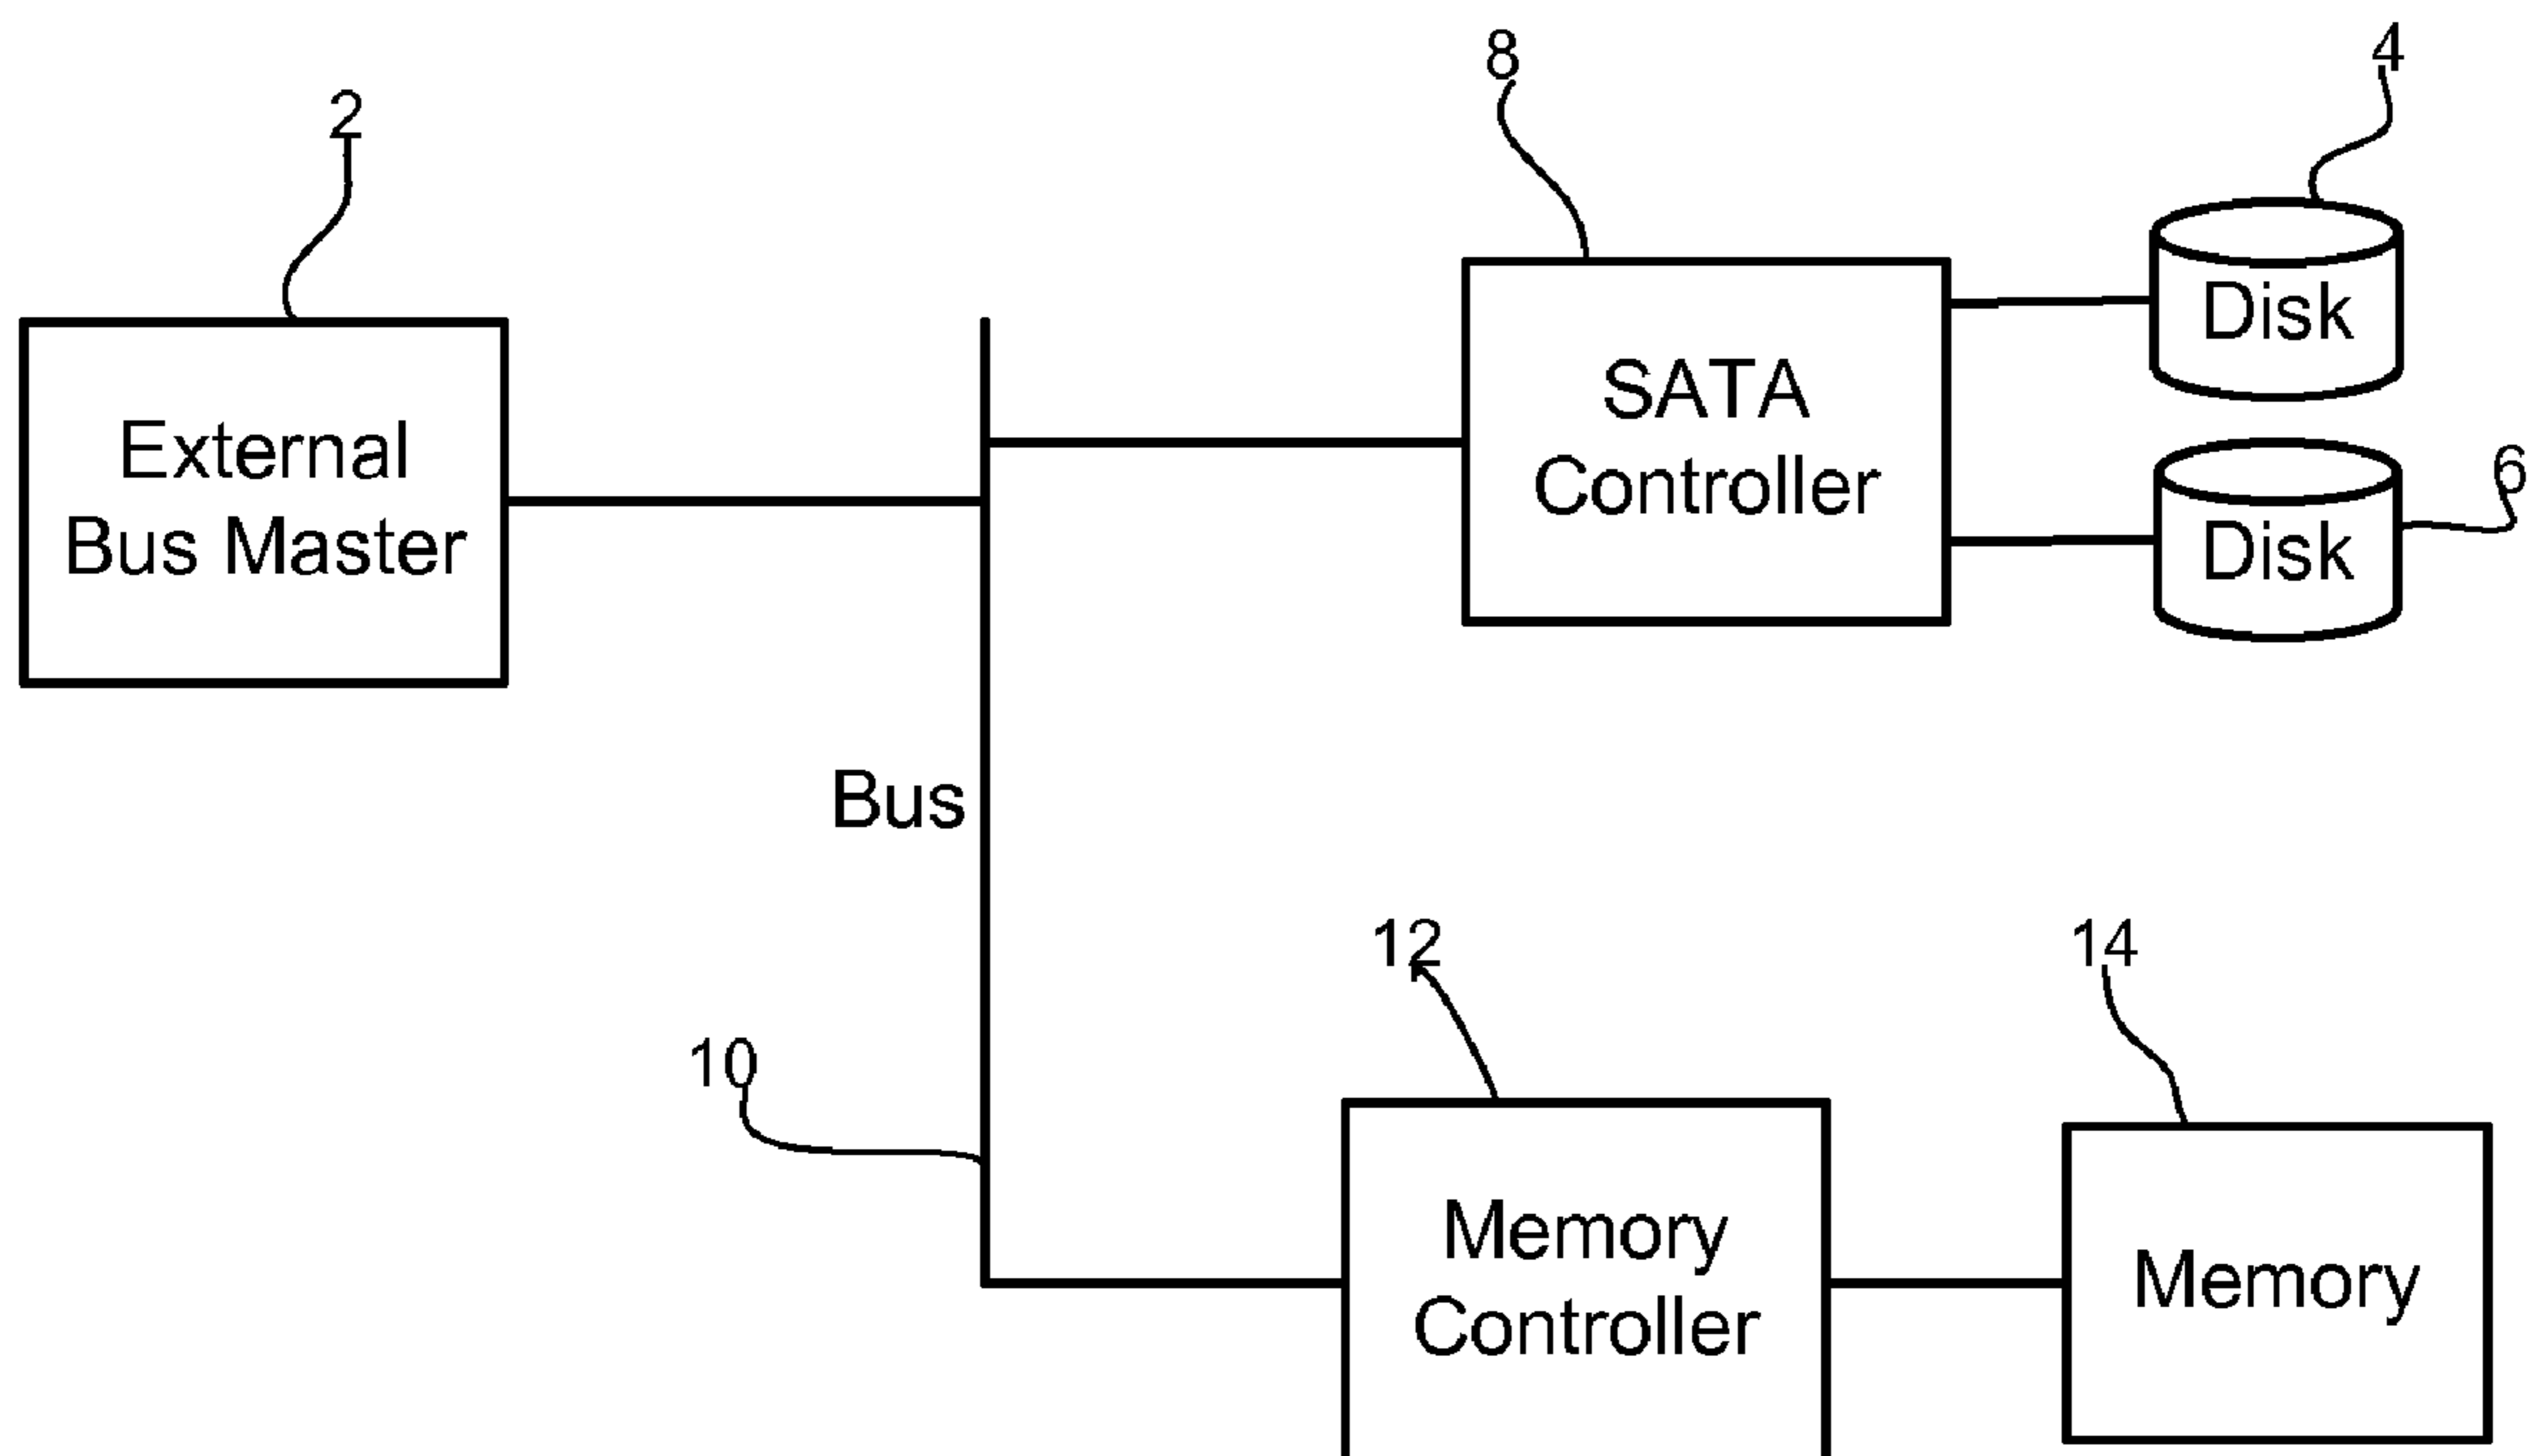 2
8
4
External
Bus Master
SATA
Controller
Disk
Disk
6
Bus
10
12
14
Memory
Controller
Memory